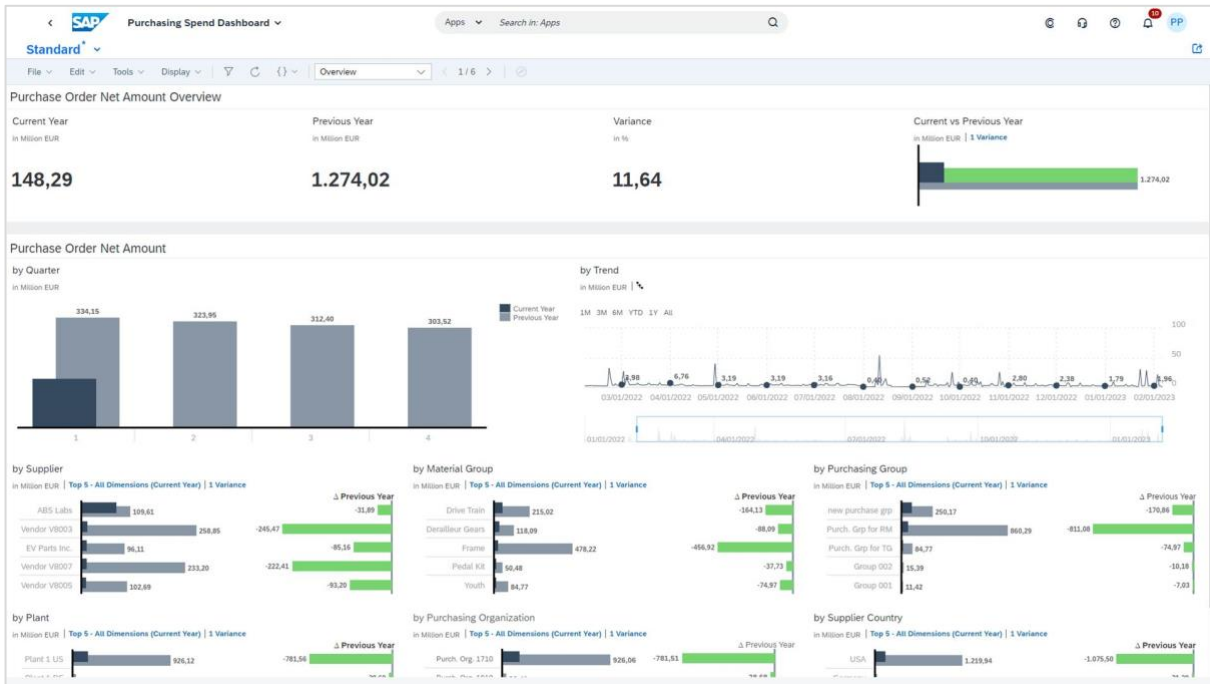 SAP Purchasing Spend Dashboard Apps Search in: Apps 10 PP
Standard *
File Edit Tools Display {} Overview 1/6
Purchase Order Net Amount Overview
Current Year Previous Year Variance Current vs Previous Year
in Million EUR in Million EUR in % in Million EUR | 1 Variance
148,29 1.274,02 11,64 1.274,02
Purchase Order Net Amount
by Quarter
in Million EUR
334,15 323,95 312,40 303,52
Current Year
Previous Year
1 2 3 4
by Trend
in Million EUR
1M 3M 6M YTD 1Y All
100
50
0
6,76 3,19 3,19 3,16 2,80 2,38 1,79
03/01/2022 04/01/2022 05/01/2022 06/01/2022 07/01/2022 08/01/2022 09/01/2022 10/01/2022 11/01/2022 12/01/2022 01/01/2023 02/01/2023
01/01/2022 04/01/2022 07/01/2022 10/01/2022 01/01/2023
by Supplier
in Million EUR | Top 5 - All Dimensions (Current Year) | 1 Variance
Δ Previous Year
ABS Labs 109,61 -31,89
Vendor V8003 258,85 -245,47
EV Parts Inc. 96,11 -85,16
Vendor V8007 233,20 -222,41
Vendor V8005 102,69 -93,20
by Material Group
in Million EUR | Top 5 - All Dimensions (Current Year) | 1 Variance
Δ Previous Year
Drive Train 215,02 -164,13
Derailleur Gears 118,09 -88,09
Frame 478,22 -456,92
Pedal Kit 50,48 -37,73
Youth 84,77 -74,97
by Purchasing Group
in Million EUR | Top 5 - All Dimensions (Current Year) | 1 Variance
Δ Previous Year
new purchase grp 250,17 -170,86
Purch. Grp for RM 860,29 -811,08
Purch. Grp for TG 84,77 -74,97
Group 002 15,39 -10,18
Group 001 11,42 -7,03
by Plant
in Million EUR | Top 5 - All Dimensions (Current Year) | 1 Variance
Δ Previous Year
Plant 1 US 926,12 -781,56
by Purchasing Organization
in Million EUR | Top 5 - All Dimensions (Current Year) | 1 Variance
Δ Previous Year
Purch. Org. 1710 926,06 -781,51
by Supplier Country
in Million EUR | Top 5 - All Dimensions (Current Year) | 1 Variance
Δ Previous Year
USA 1.219,94 -1.075,50